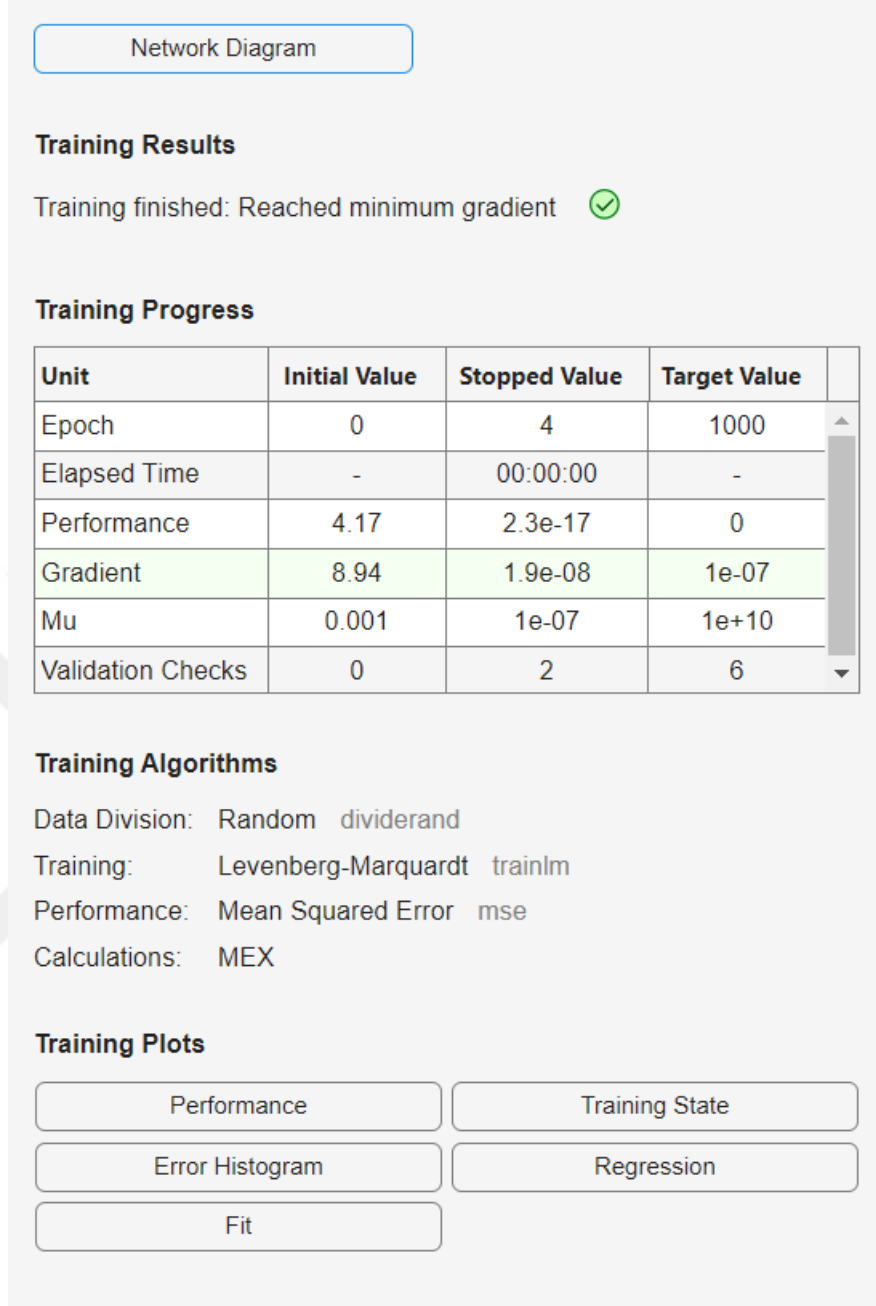 Network Diagram
Training Results
Training finished: Reached minimum gradient
Training Progress
Unit Initial Value Stopped Value Target Value
Epoch 0 4 1000
Elapsed Time - 00:00:00 -
Performance 4.17 2.3e-17 0
Gradient 8.94 1.9e-08 1e-07
Mu 0.001 1e-07 1e+10
Validation Checks 0 2 6
Training Algorithms
Data Division: Random dividerand
Training: Levenberg-Marquardt trainlm
Performance: Mean Squared Error mse
Calculations: MEX
Training Plots
Performance Training State
Error Histogram Regression
Fit